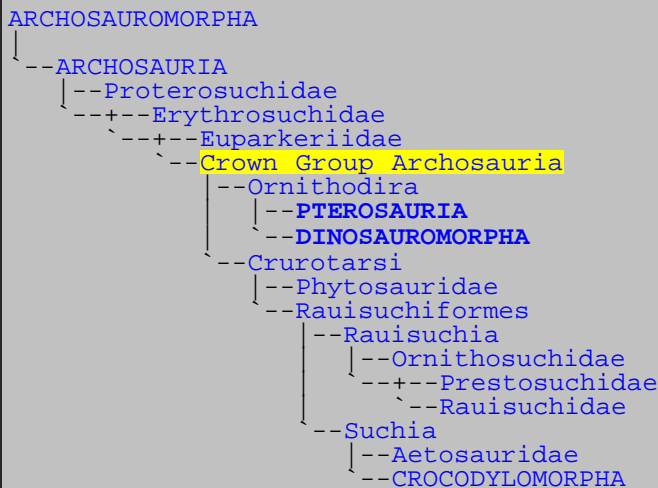 ARCHOSAUROMORPHA
|
`--ARCHOSAURIA
   |--Proterosuchidae
   `--+--Erythrosuchidae
      `--+--Euparkeriidae
         `--Crown Group Archosauria
            |--Ornithodira
            |  |--PTEROSAURIA
            |  `--DINOSAUROMORPHA
            `--Crurotarsi
               |--Phytosauridae
               `--Rauisuchiformes
                  |--Rauisuchia
                  |  |--Ornithosuchidae
                  |  `--+--Prestosuchidae
                  |     `--Rauisuchidae
                  `--Suchia
                     |--Aetosauridae
                     `--CROCODYLOMORPHA